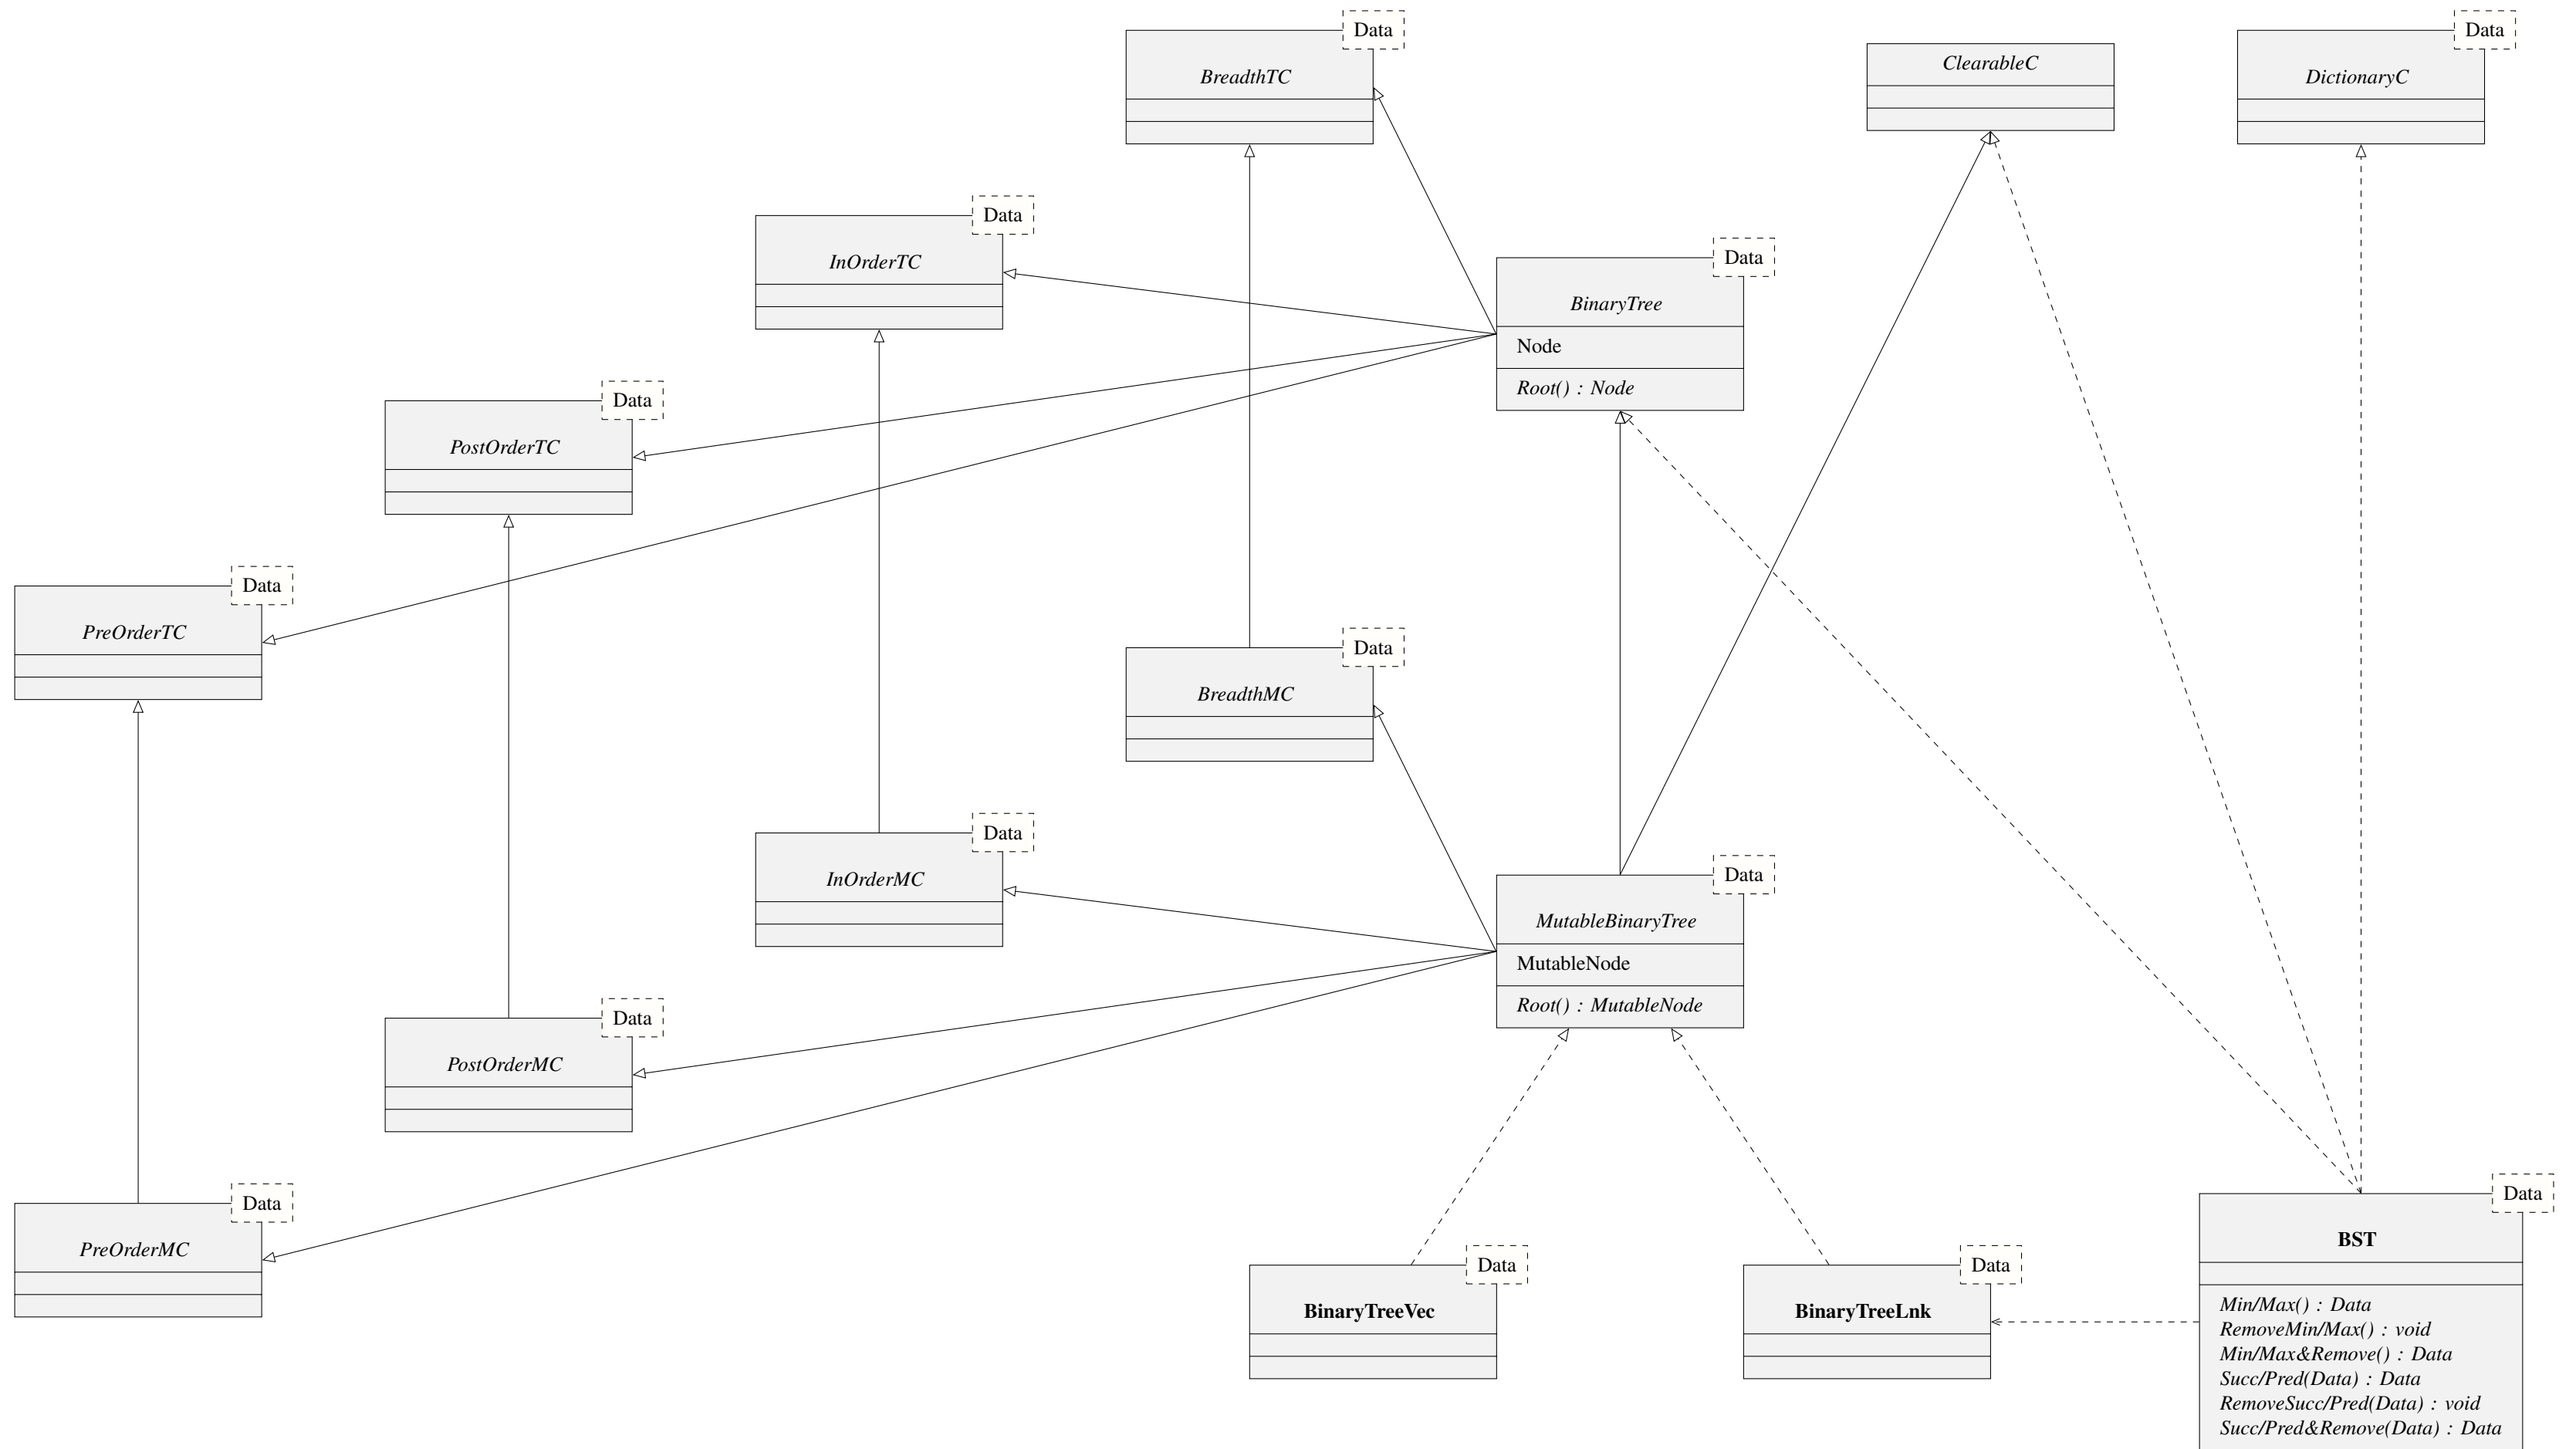 Data
BreadthTC
ClearableC
Data
DictionaryC
Data
InOrderTC
Data
BinaryTree
Node
Root() : Node
Data
PostOrderTC
Data
PreOrderTC
Data
BreadthMC
Data
InOrderMC
Data
MutableBinaryTree
MutableNode
Root() : MutableNode
Data
PostOrderMC
Data
PreOrderMC
Data
BinaryTreeVec
Data
BinaryTreeLnk
Data
BST
Min/Max() : Data
RemoveMin/Max() : void
Min/Max&Remove() : Data
Succ/Pred(Data) : Data
RemoveSucc/Pred(Data) : void
Succ/Pred&Remove(Data) : Data